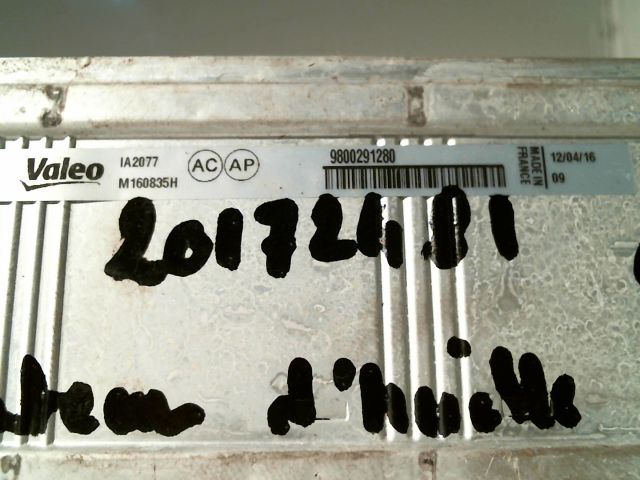 Valeo IA2077 AC AP 9800291280 MADE IN FRANCE 12/04/16
M160835H 09
201724.81
d'huile